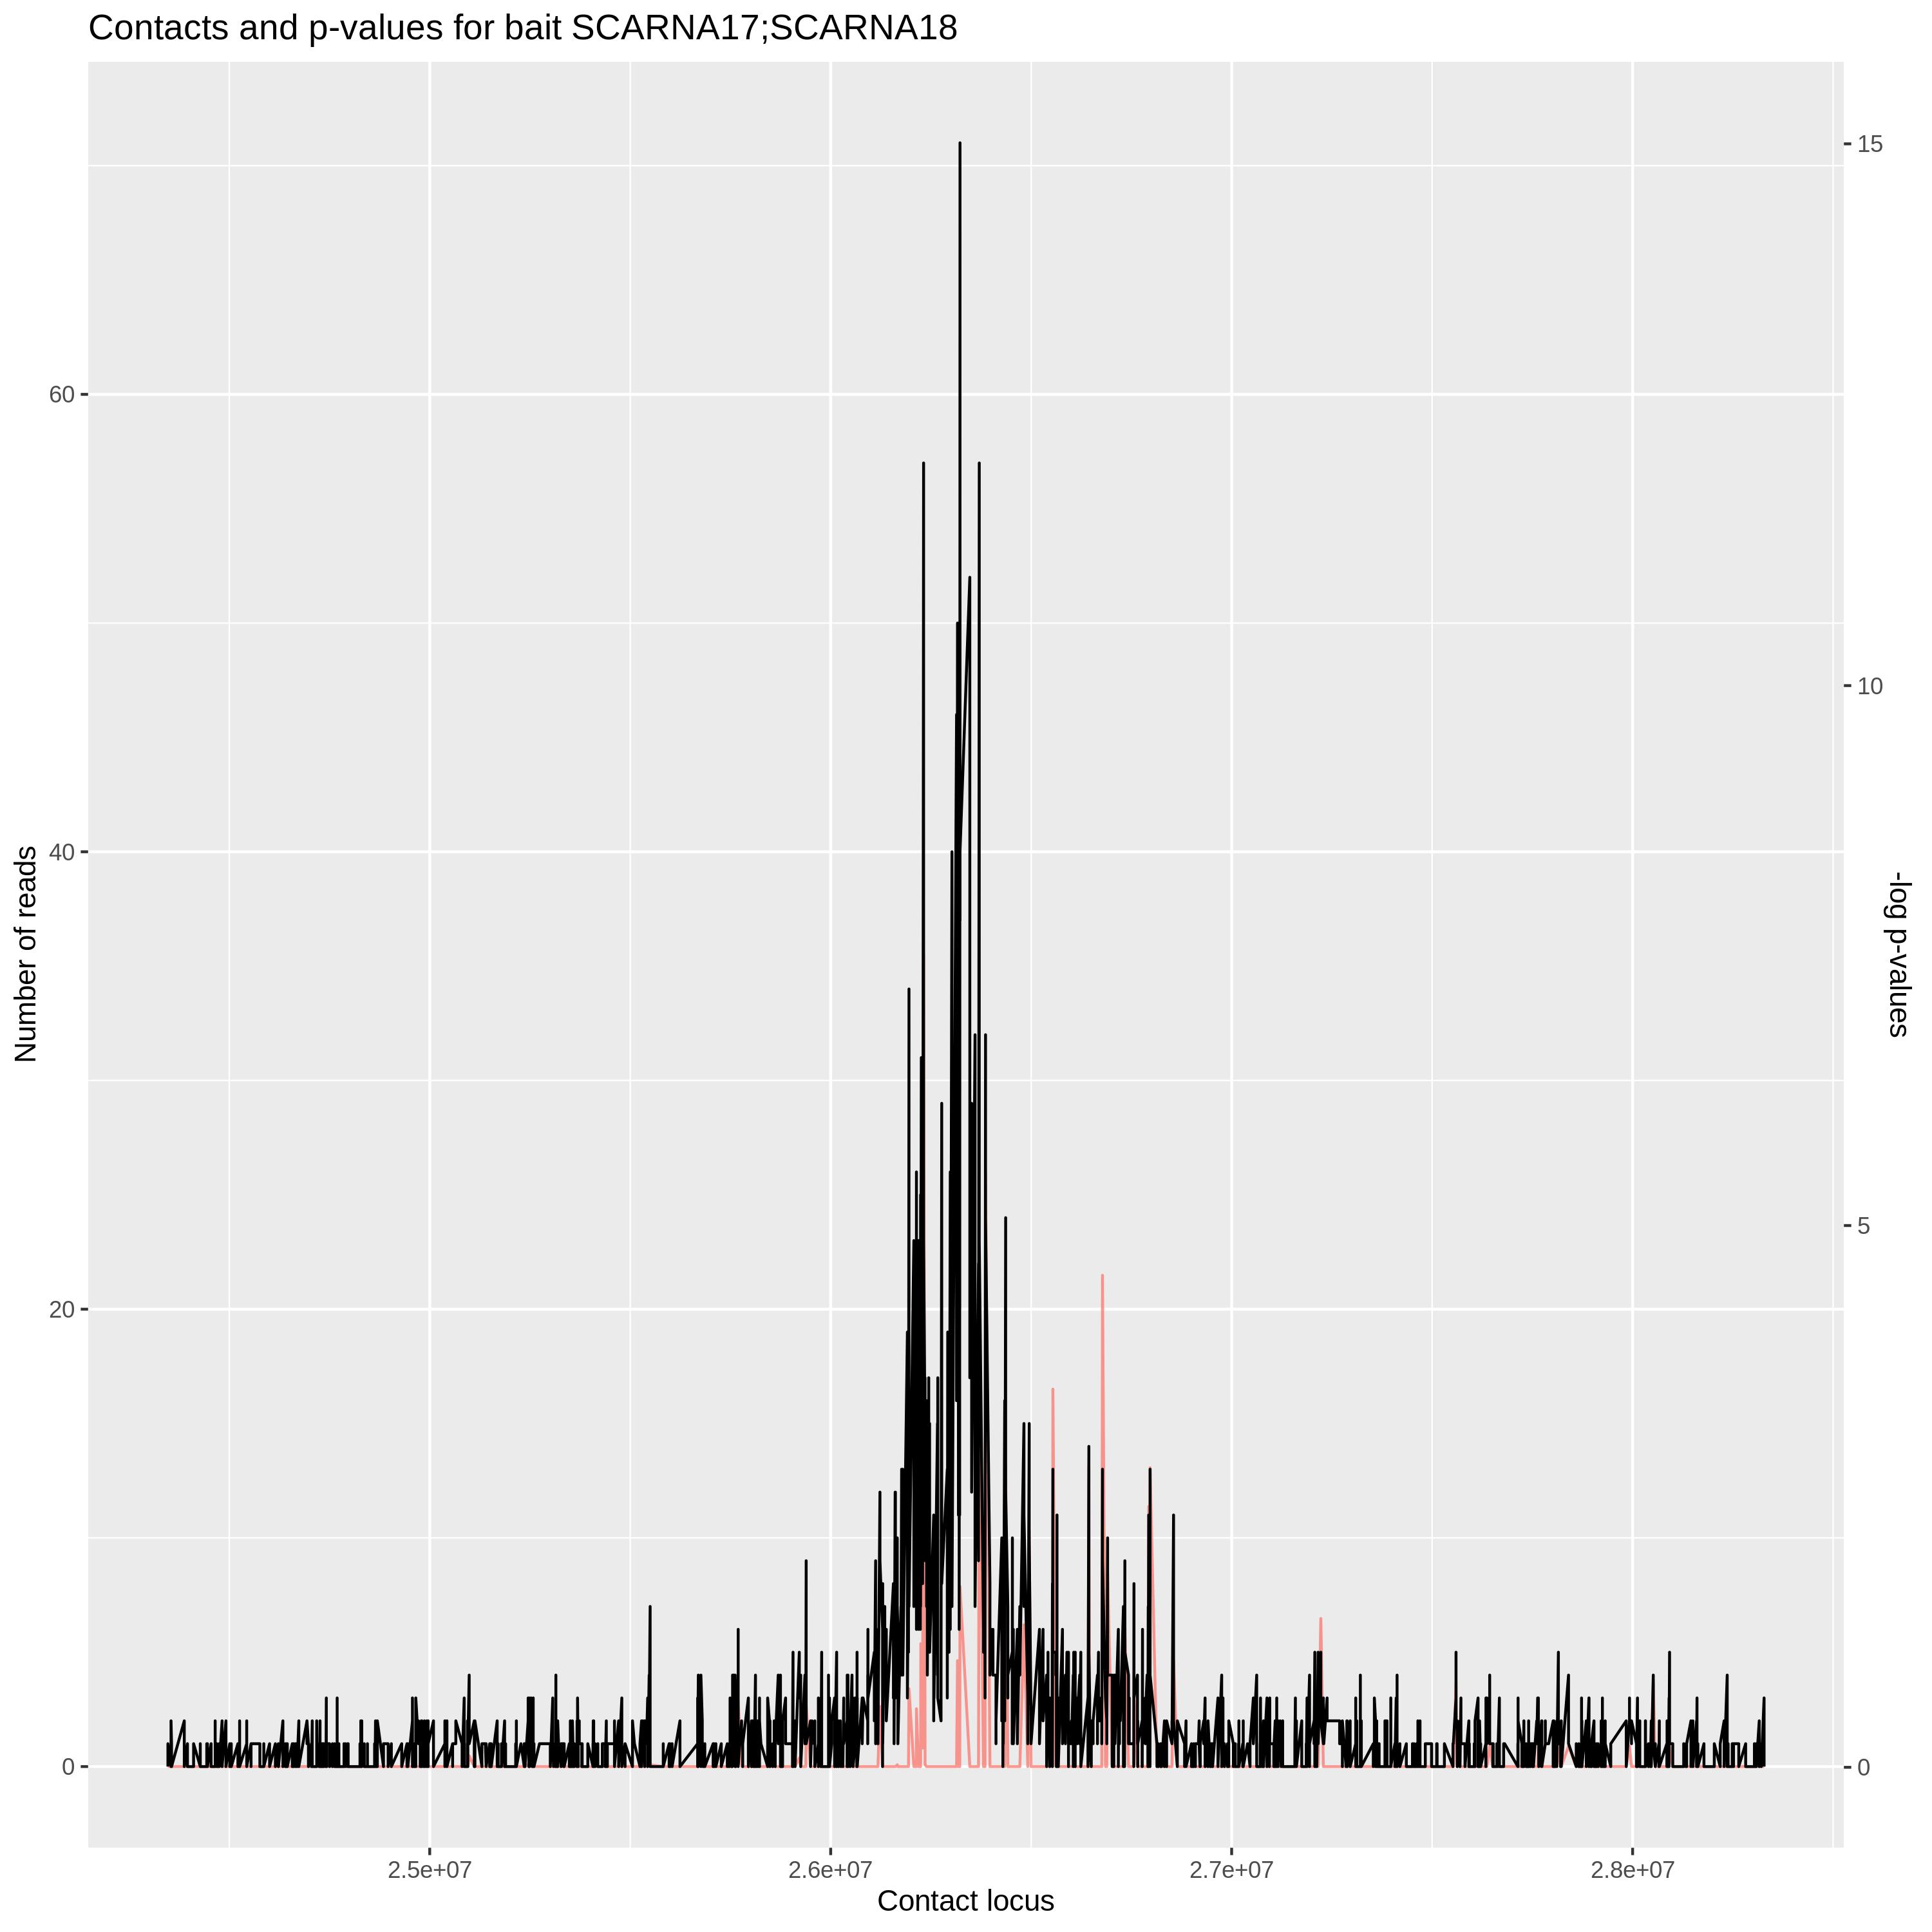 Contacts and p-values for bait SCARNA17;SCARNA18
15
60
10
40
Number of reads
-log p-values
5
20
0
0
2.5e+07
2.6e+07
2.7e+07
2.8e+07
Contact locus